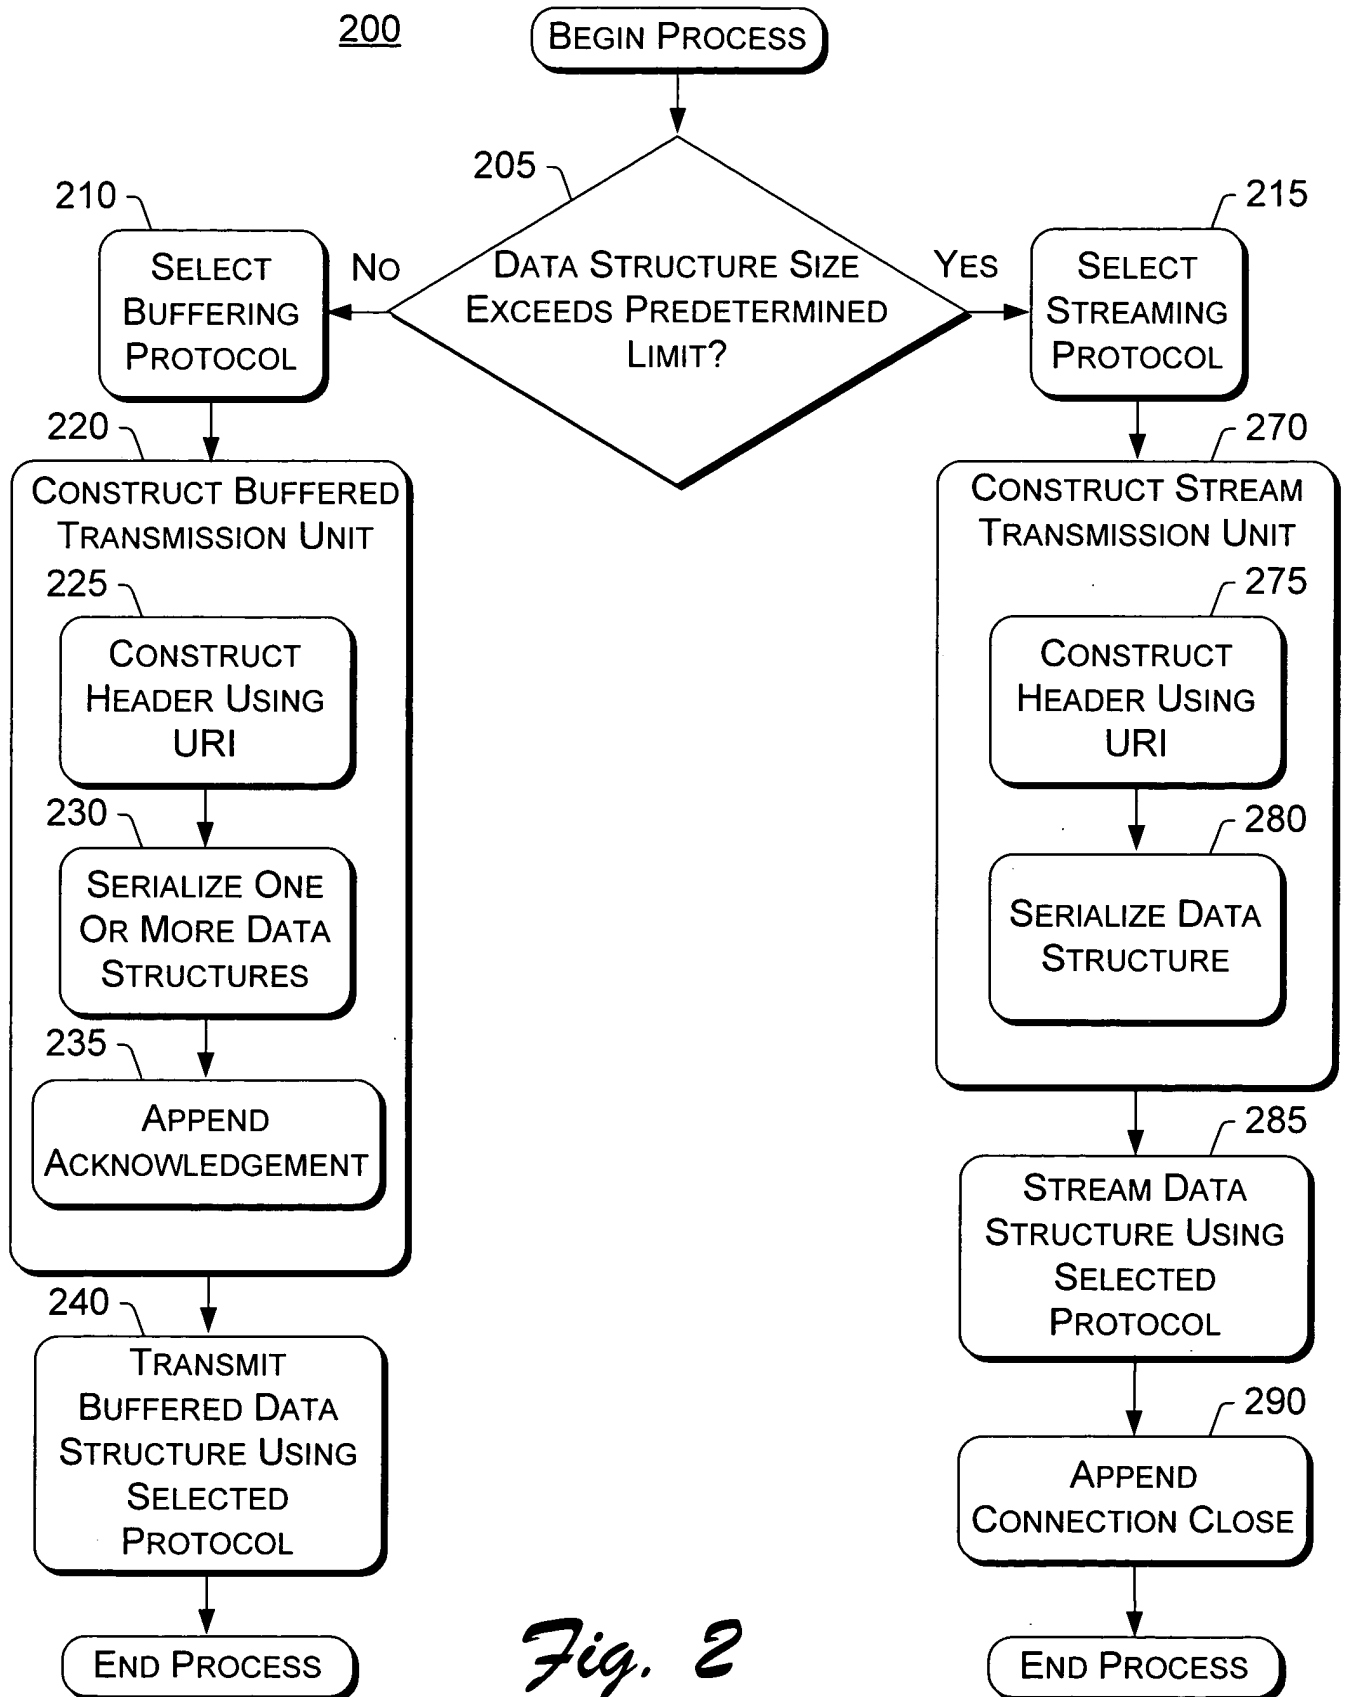 200
BEGIN PROCESS
205
DATA STRUCTURE SIZE
EXCEEDS PREDETERMINED
LIMIT?
NO
YES
210
SELECT
BUFFERING
PROTOCOL
220
CONSTRUCT BUFFERED
TRANSMISSION UNIT
225
CONSTRUCT
HEADER USING
URI
230
SERIALIZE ONE
OR MORE DATA
STRUCTURES
235
APPEND
ACKNOWLEDGEMENT
240
TRANSMIT
BUFFERED DATA
STRUCTURE USING
SELECTED
PROTOCOL
END PROCESS
215
SELECT
STREAMING
PROTOCOL
270
CONSTRUCT STREAM
TRANSMISSION UNIT
275
CONSTRUCT
HEADER USING
URI
280
SERIALIZE DATA
STRUCTURE
285
STREAM DATA
STRUCTURE USING
SELECTED
PROTOCOL
290
APPEND
CONNECTION CLOSE
END PROCESS
Fig. 2